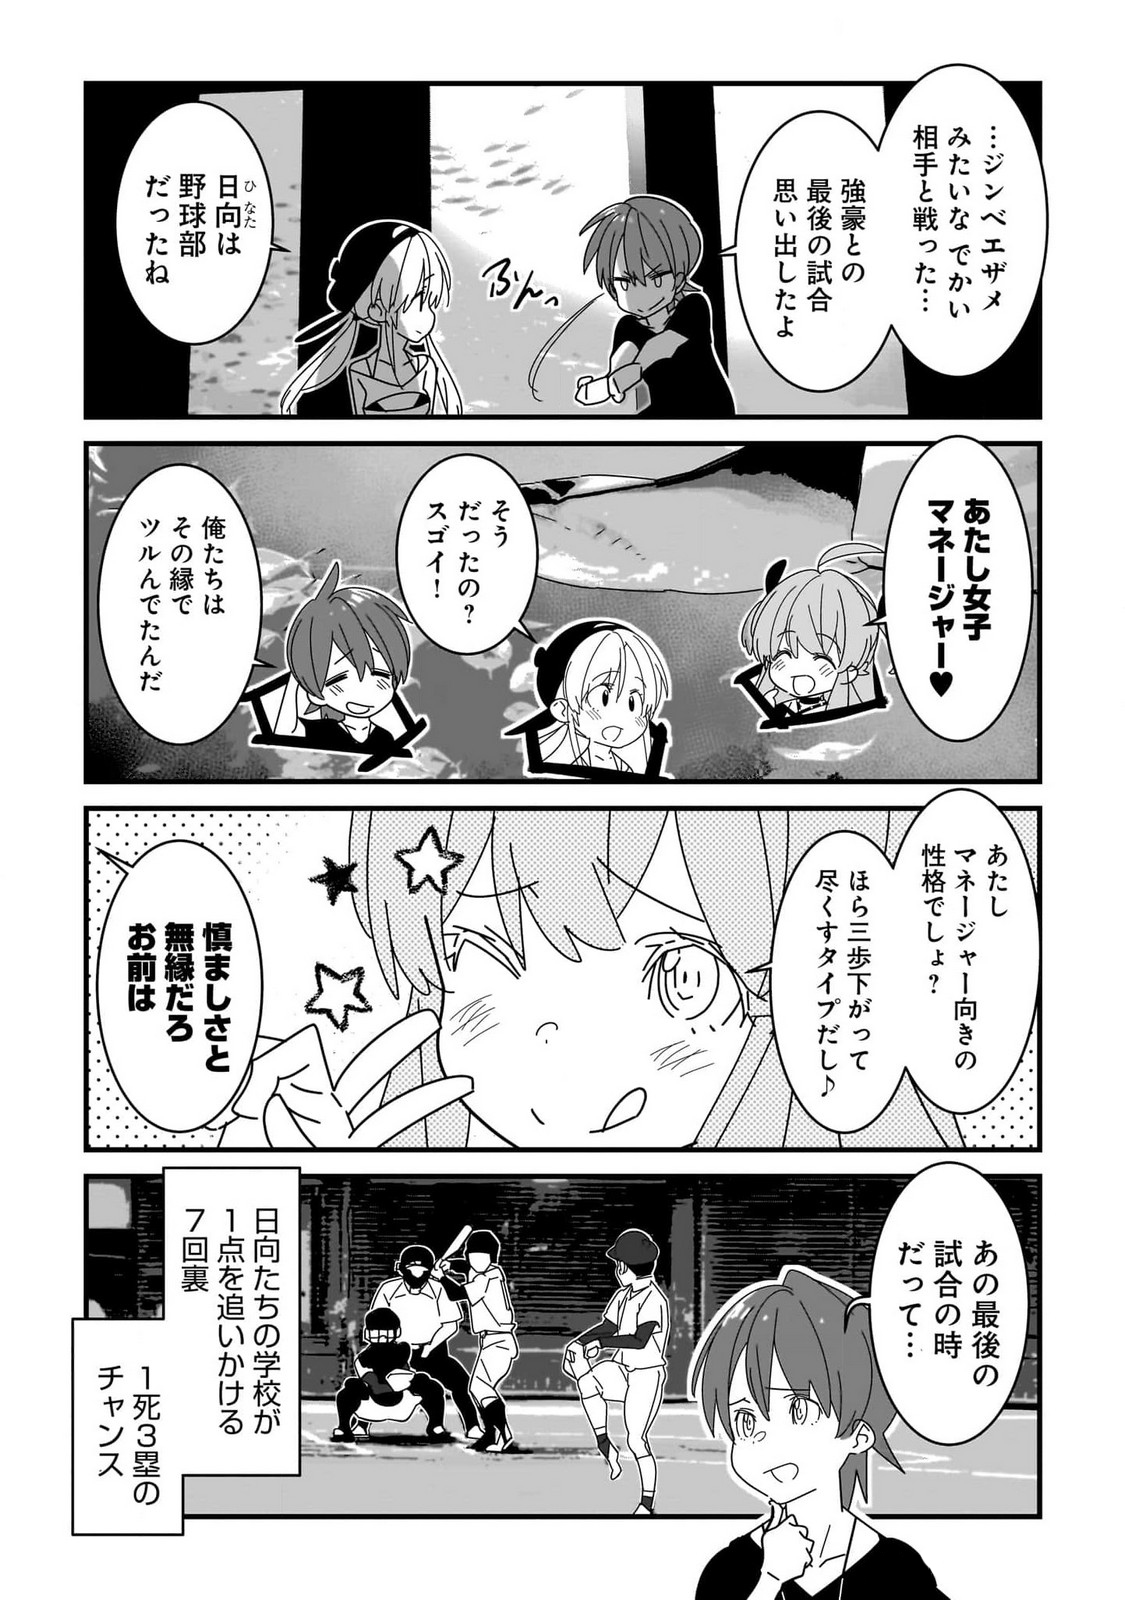 …ジンベエザメ
みたいなでかい
相手と戦った…
強豪との
最後の試合
思い出したよ
ふんっ
日向は
ひなた
野球部
だったね
あたし女子
マネージャー♥
そう
だったの?
スゴイ!
俺たちは
その縁で
ツルんでたんだ
あたし
マネージャー向きの
性格でしょ?
ほら三歩下がって
尽くすタイプだし♪
慎ましさと
無縁だろ
お前は
あの最後の
試合の時
だって…
日向たちの学校が
1点を追いかける
7回裏
1死3塁の
チャンス